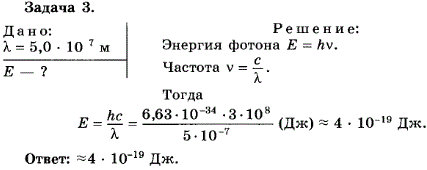 Задача 3.
Дано:
λ = 5,0 · 10 ⁷ м
E — ?
Решение:
Энергия фотона E = hν.
Частота ν = c/λ.
Тогда
E = hc/λ = 6,63·10⁻³⁴·3·10⁸/5·10⁻⁷ (Дж) ≈ 4 · 10⁻¹⁹ Дж.
Ответ: ≈4 · 10⁻¹⁹ Дж.